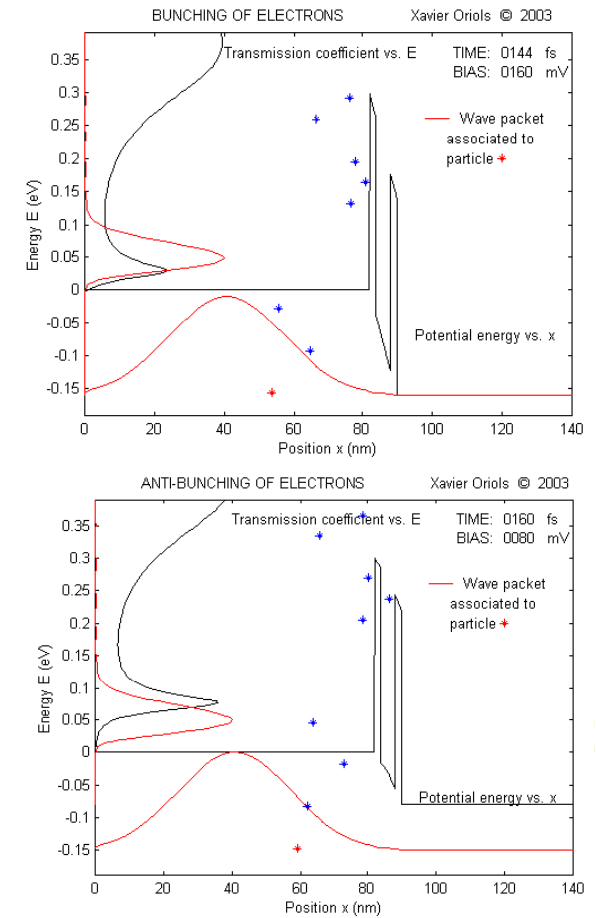 BUNCHING OF ELECTRONS Xavier Oriols © 2003
Transmission coefficient vs. E
TIME: 0144 fs
BIAS: 0160 mV
Wave packet
associated to
particle
Potential energy vs. x
Energy E (eV)
0.35
0.3
0.25
0.2
0.15
0.1
0.05
0
-0.05
-0.1
-0.15
0 20 40 60 80 100 120 140
Position x (nm)
ANTI-BUNCHING OF ELECTRONS Xavier Oriols © 2003
Transmission coefficient vs. E
TIME: 0160 fs
BIAS: 0080 mV
Wave packet
associated to
particle
Potential energy vs. x
Energy E (eV)
0.35
0.3
0.25
0.2
0.15
0.1
0.05
0
-0.05
-0.1
-0.15
0 20 40 60 80 100 120 140
Position x (nm)